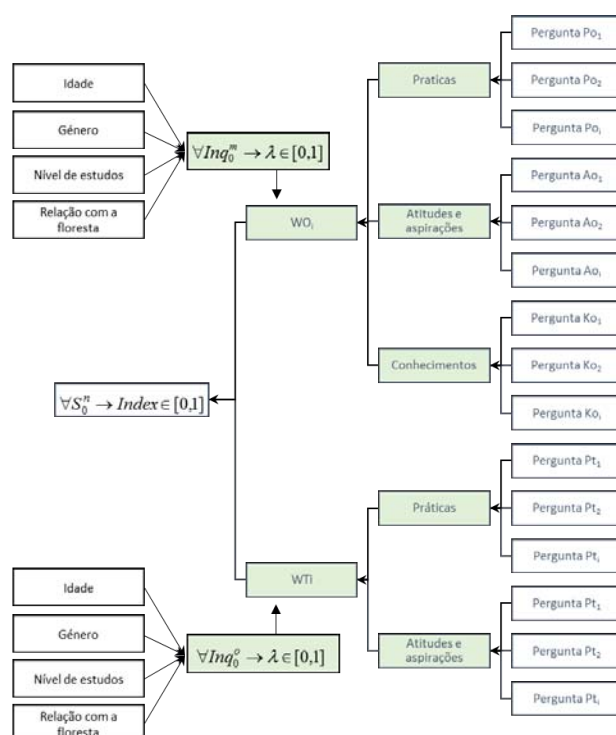 Pergunta Po₁
Praticas
Pergunta Po₂
Pergunta Poᵢ
Idade
Género
Nível de estudos
Relação com a
floresta
∀Inq₀ᵐ → λ ∈ [0,1]
WOᵢ
Pergunta Ao₁
Atitudes e
aspirações
Pergunta Ao₂
Pergunta Aoᵢ
Pergunta Ko₁
Conhecimentos
Pergunta Ko₂
Pergunta Koᵢ
∀S₀ⁿ → Index ∈ [0,1]
Pergunta Pt₁
Práticas
Pergunta Pt₂
Pergunta Ptᵢ
WTi
Idade
Género
Nível de estudos
Relação com a
floresta
∀Inq₀ᵒ → λ ∈ [0,1]
Pergunta Pt₁
Atitudes e
aspirações
Pergunta Pt₂
Pergunta Ptᵢ